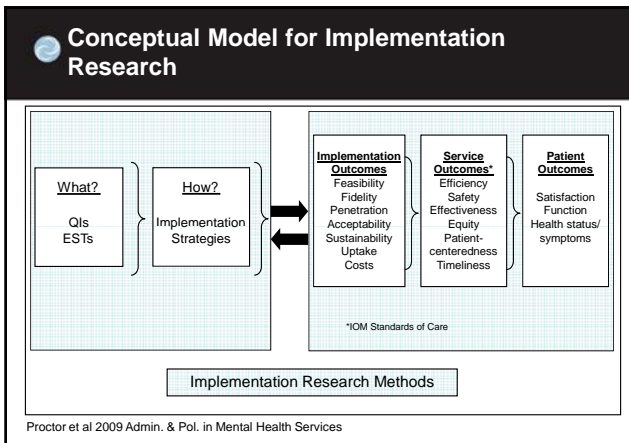 Conceptual Model for Implementation
Research
What?
QIs
ESTs
How?
Implementation
Strategies
Implementation
Outcomes
Feasibility
Fidelity
Penetration
Acceptability
Sustainability
Uptake
Costs
Service
Outcomes*
Efficiency
Safety
Effectiveness
Equity
Patient-
centeredness
Timeliness
Patient
Outcomes
Satisfaction
Function
Health status/
symptoms
*IOM Standards of Care
Implementation Research Methods
Proctor et al 2009 Admin. & Pol. in Mental Health Services